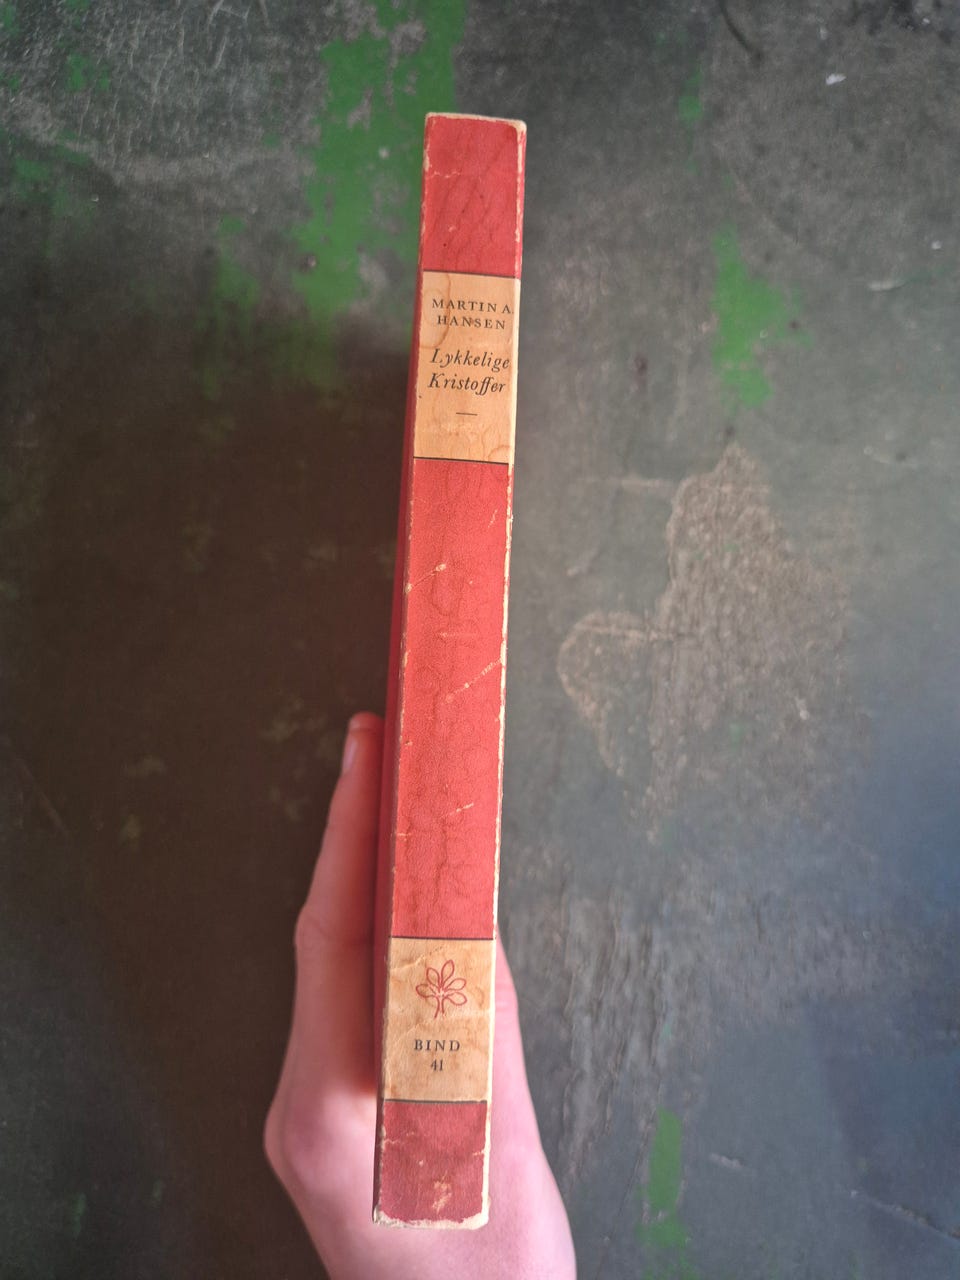 MARTIN A.
HANSEN
Lykkelige
Kristoffer
BIND
41